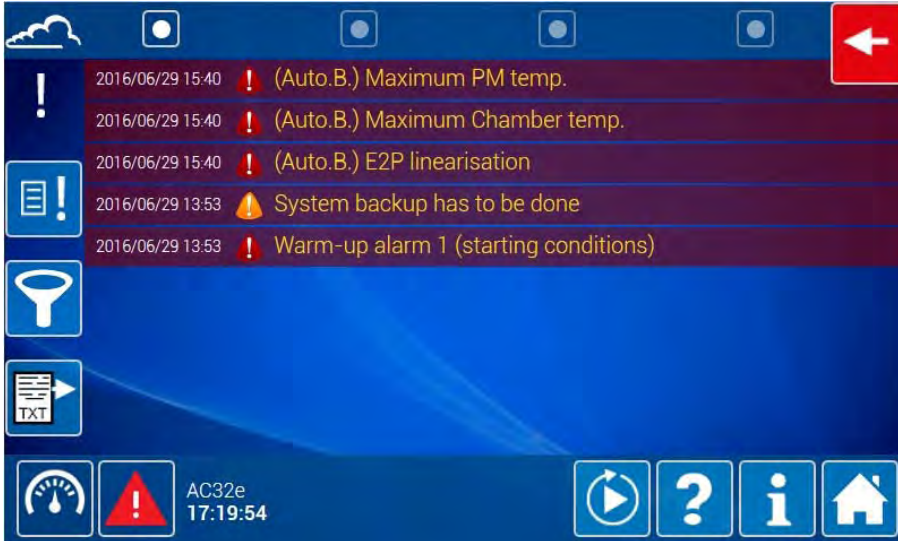 2016/06/29 15:40 (Auto.B.) Maximum PM temp.
2016/06/29 15:40 (Auto.B.) Maximum Chamber temp.
2016/06/29 15:40 (Auto.B.) E2P linearisation
2016/06/29 13:53 System backup has to be done
2016/06/29 13:53 Warm-up alarm 1 (starting conditions)
TXT
AC32e
17:19:54